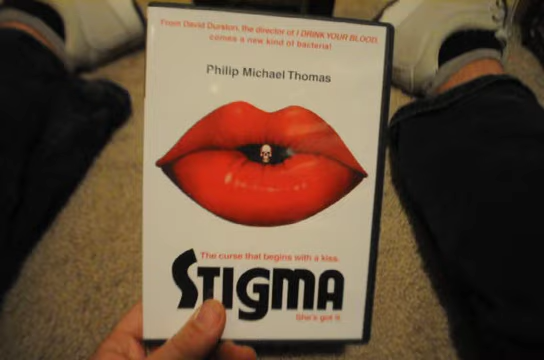 From David Durston, the director of I DRINK YOUR BLOOD,
comes a new kind of bacteria!
Philip Michael Thomas
The curse that begins with a kiss.
STIGMA
She's got it.